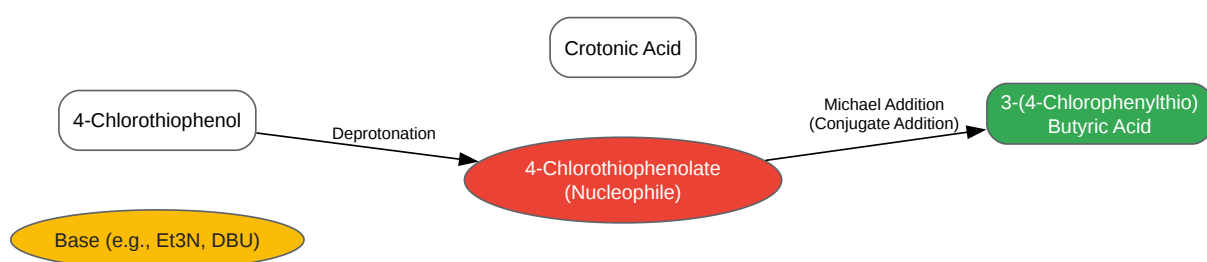 Crotonic Acid
4-Chlorothiophenol
Deprotonation
4-Chlorothiophenolate
(Nucleophile)
Michael Addition
(Conjugate Addition)
3-(4-Chlorophenylthio)
Butyric Acid
Base (e.g., Et3N, DBU)